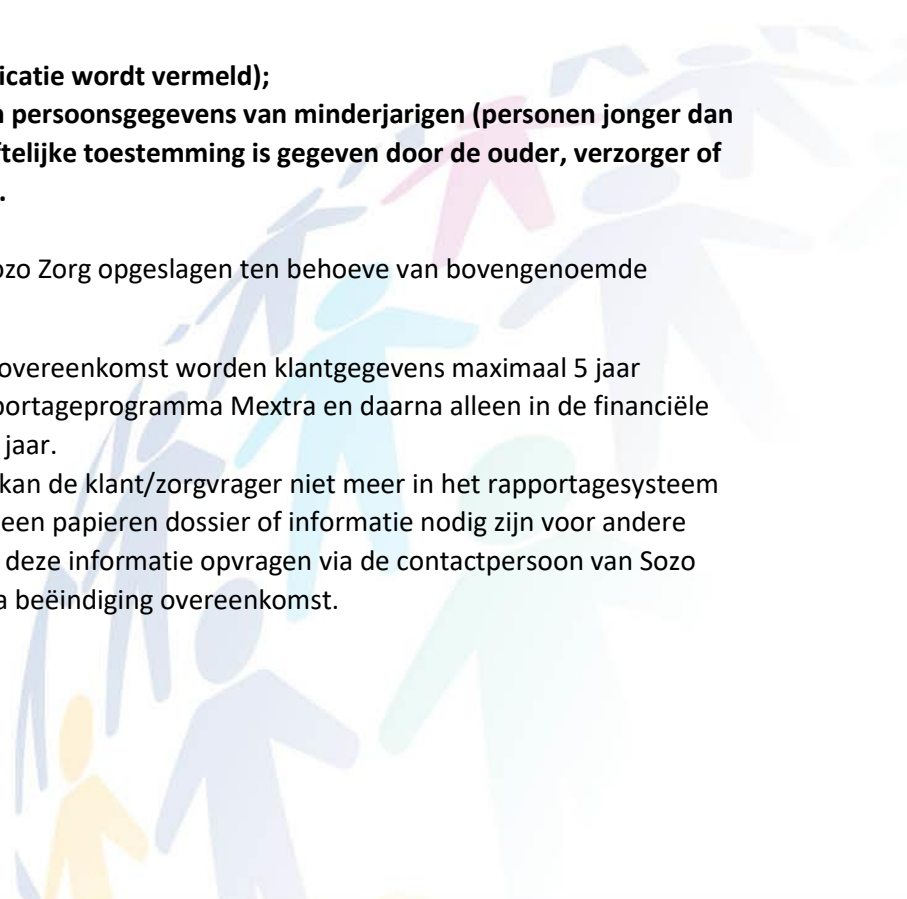 icatie wordt vermeld);
persoonsgegevens van minderjarigen (personen jonger dan
telijke toestemming is gegeven door de ouder, verzorger of
.
ozo Zorg opgeslagen ten behoeve van bovengenoemde
overeenkomst worden klantgegevens maximaal 5 jaar
portageprogramma Mextra en daarna alleen in de financiële
jaar.
kan de klant/zorgvrager niet meer in het rapportagesysteem
een papieren dossier of informatie nodig zijn voor andere
deze informatie opvragen via de contactpersoon van Sozo
a beëindiging overeenkomst.